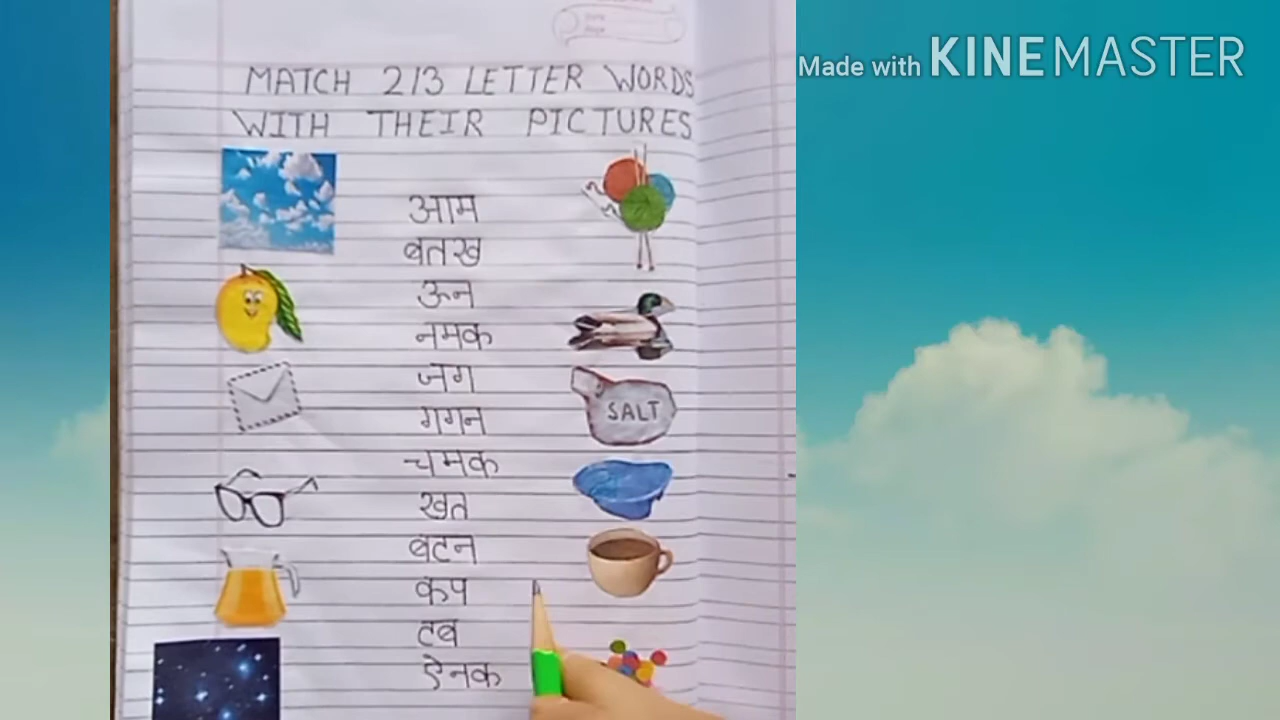 Made with KINEMASTER
MATCH 2/3 LETTER WORDS
WITH THEIR PICTURES
आम
बतख
ऊन
नमक
जग
SALT
गगन
चमक
खत
बटन
कप
टब
ऐनक